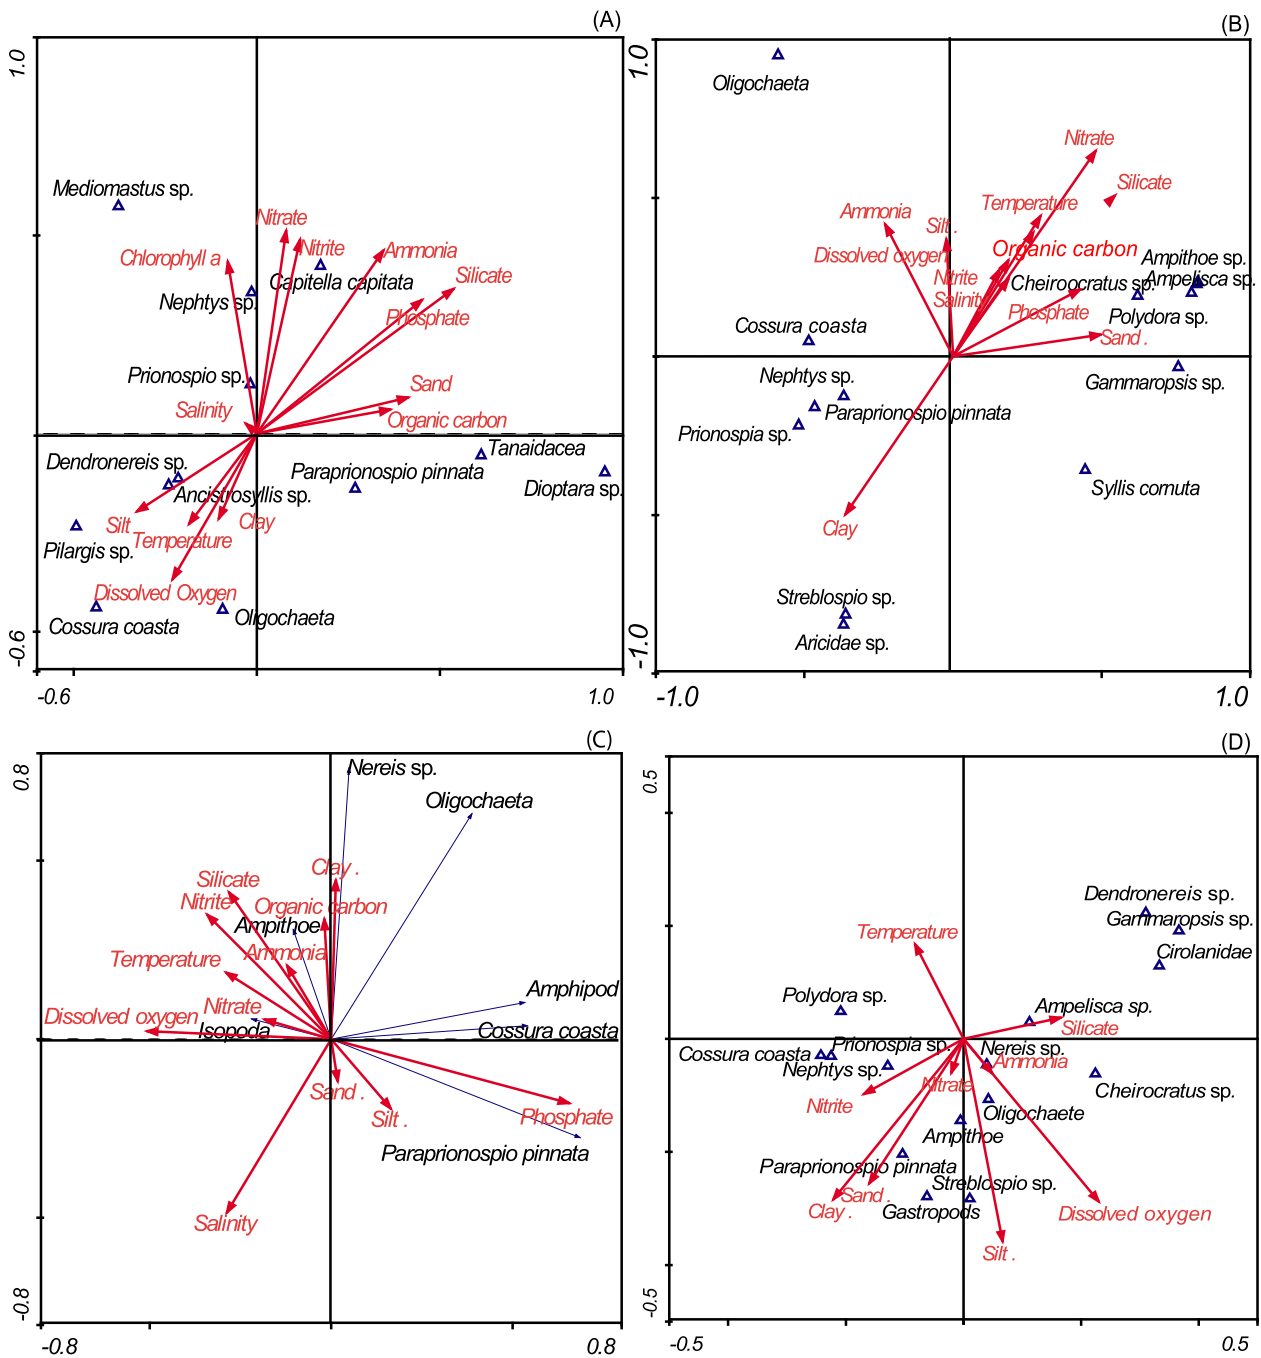 (A)
1.0
Mediomastus sp.
Nitrate
Nitrite
Ammonia
Chlorophyll a
Silicate
Capitella capitata
Nephtys sp.
Phosphate
Prionospio sp.
Sand
Salinity
Organic carbon
Tanaidacea
Dendronereis sp.
Paraprionospio pinnata
Dioptara sp.
Ancistrosyllis sp.
Silt
Clay
Temperature
Pilargis sp.
Dissolved Oxygen
Oligochaeta
Cossura coasta
-0.6
-0.6
1.0
(B)
1.0
Oligochaeta
Nitrate
Silicate
Temperature
Ammonia
Silt .
Dissolved oxygen
Organic carbon
Ampithoe sp.
Nitrite
Cheirocratus sp.
Ampelisca sp.
Salinity
Phosphate
Polydora sp.
Cossura coasta
Sand .
Nephtys sp.
Gammaropsis sp.
Paraprionospio pinnata
Prionospia sp.
Syllis cornuta
Clay
Streblospio sp.
Aricidae sp.
-1.0
-1.0
1.0
(C)
0.8
Nereis sp.
Oligochaeta
Clay .
Silicate
Nitrite
Organic carbon
Ampithoe
Ammonia
Temperature
Amphipod
Nitrate
Dissolved oxygen
Isopoda
Cossura coasta
Sand .
Silt .
Phosphate
Paraprionospio pinnata
Salinity
-0.8
-0.8
0.8
(D)
0.5
Dendronereis sp.
Gammaropsis sp.
Temperature
Cirolanidae
Polydora sp.
Ampelisca sp.
Silicate
Prionospia sp.
Cossura coasta
Nereis sp.
Nephtys sp.
Ammonia
Nitrate
Cheirocratus sp.
Nitrite
Oligochaete
Ampithoe
Paraprionospio pinnata
Streblospio sp.
Sand .
Clay .
Gastropods
Dissolved oxygen
Silt .
-0.5
-0.5
0.5